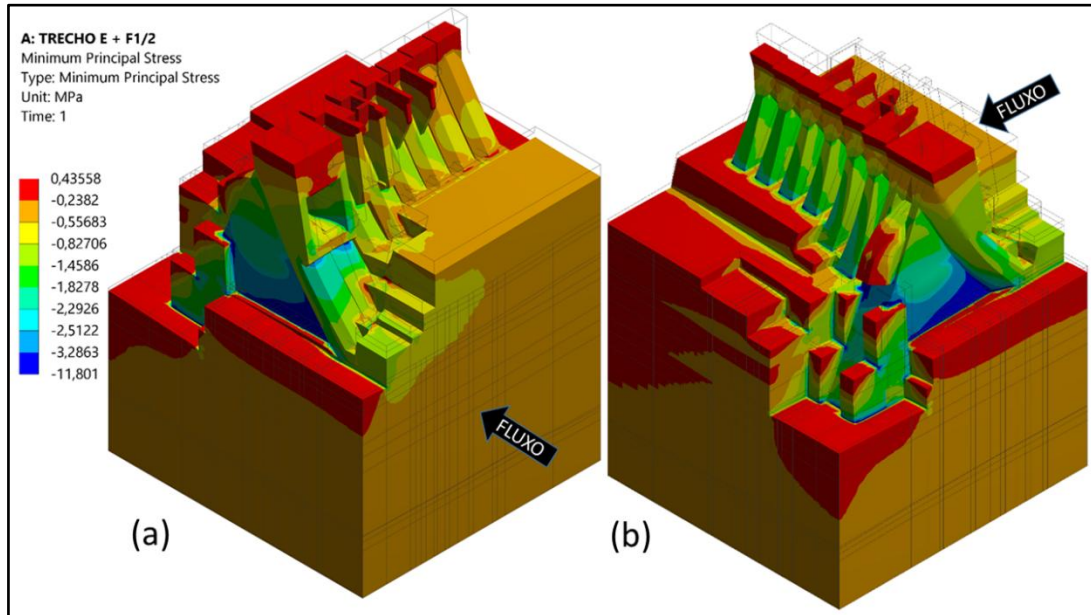 A: TRECHO E + F1/2
Minimum Principal Stress
Type: Minimum Principal Stress
Unit: MPa
Time: 1
0,43558
-0,2382
-0,55683
-0,82706
-1,4586
-1,8278
-2,2926
-2,5122
-3,2863
-11,801
FLUXO
(a)
FLUXO
(b)